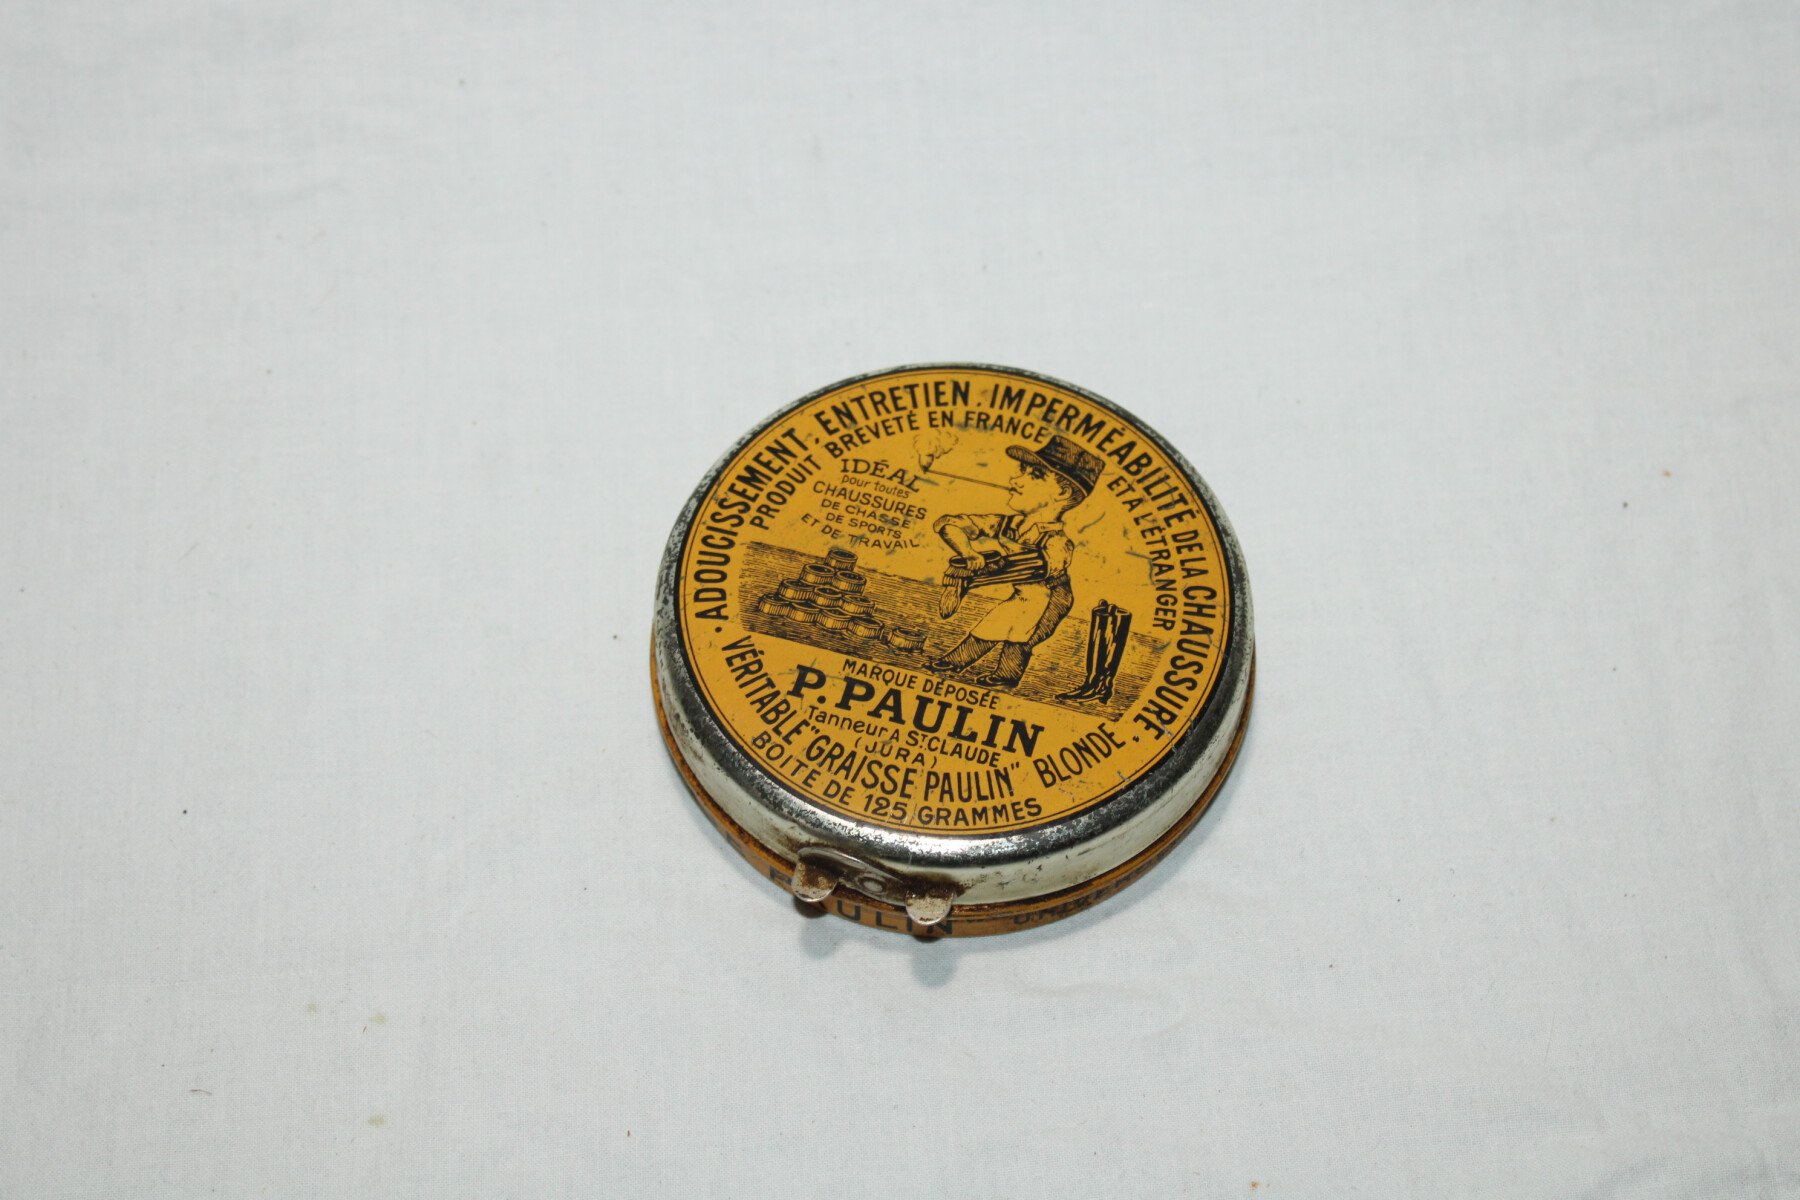 ADOUCISSEMENT, ENTRETIEN, IMPERMÉABILITÉ DE LA CHAUSSURE.
PRODUIT BREVETÉ EN FRANCE ET A L'ÉTRANGER
IDÉAL
pour toutes
CHAUSSURES
DE CHASSE
DE SPORTS
ET DE TRAVAIL
MARQUE DÉPOSÉE
P. PAULIN
Tanneur A ST CLAUDE
(JURA)
VÉRITABLE "GRAISSE PAULIN" BLONDE
BOITE DE 125 GRAMMES
PAULIN